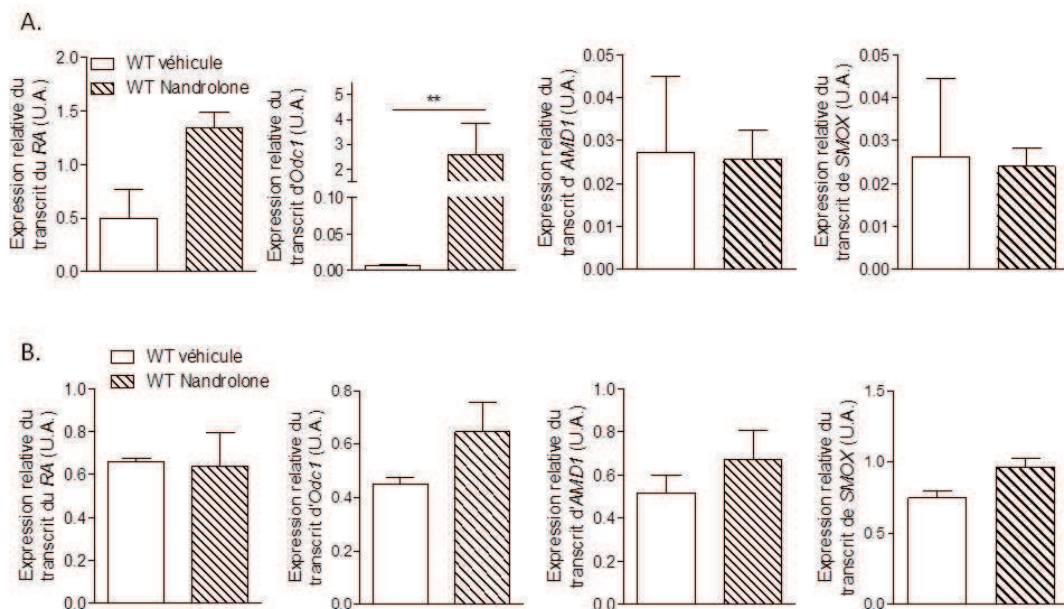 A.
WT véhicule
WT Nandrolone
Expression relative du
transcrit du RA (U.A.)
2.0
1.5
1.0
0.5
0.0
Expression relative du
transcrit d'Odc1 (U.A.)
5
4
3
2
0.10
0.05
0.00
**
Expression relative du
transcrit d' AMD1 (U.A.)
0.05
0.04
0.03
0.02
0.01
0.00
Expression relative du
transcrit de SMOX (U.A.)
0.05
0.04
0.03
0.02
0.01
0.00
B.
WT véhicule
WT Nandrolone
Expression relative du
transcrit du RA (U.A.)
1.0
0.8
0.6
0.4
0.2
0.0
Expression relative du
transcrit d'Odc1 (U.A.)
0.8
0.6
0.4
0.2
0.0
Expression relative du
transcrit d'AMD1 (U.A.)
1.0
0.8
0.6
0.4
0.2
0.0
Expression relative du
transcrit de SMOX (U.A.)
1.5
1.0
0.5
0.0